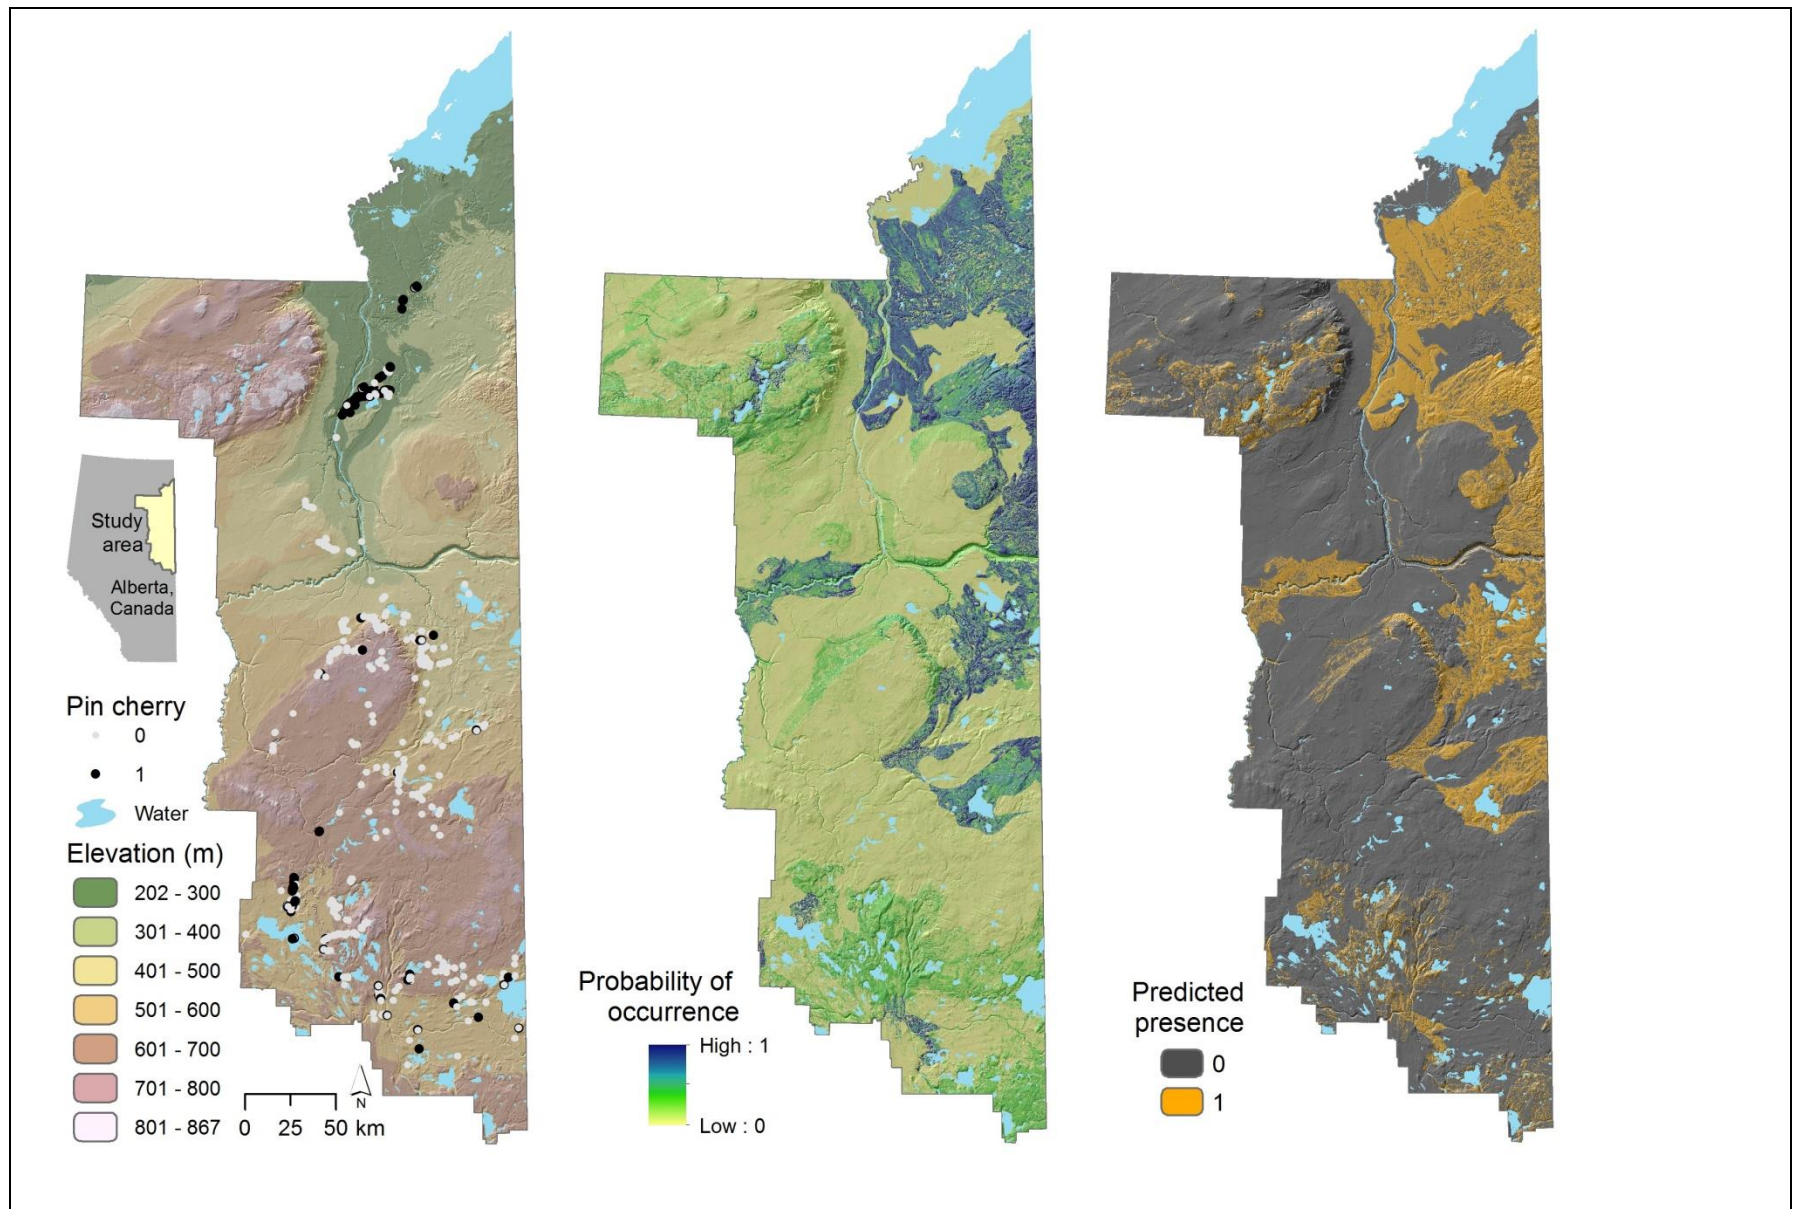 Study
area
Alberta,
Canada
Pin cherry
0
1
Water
Elevation (m)
202 - 300
301 - 400
401 - 500
501 - 600
601 - 700
701 - 800
801 - 867
N
0 25 50 km
Probability of
occurrence
High : 1
Low : 0
Predicted
presence
0
1